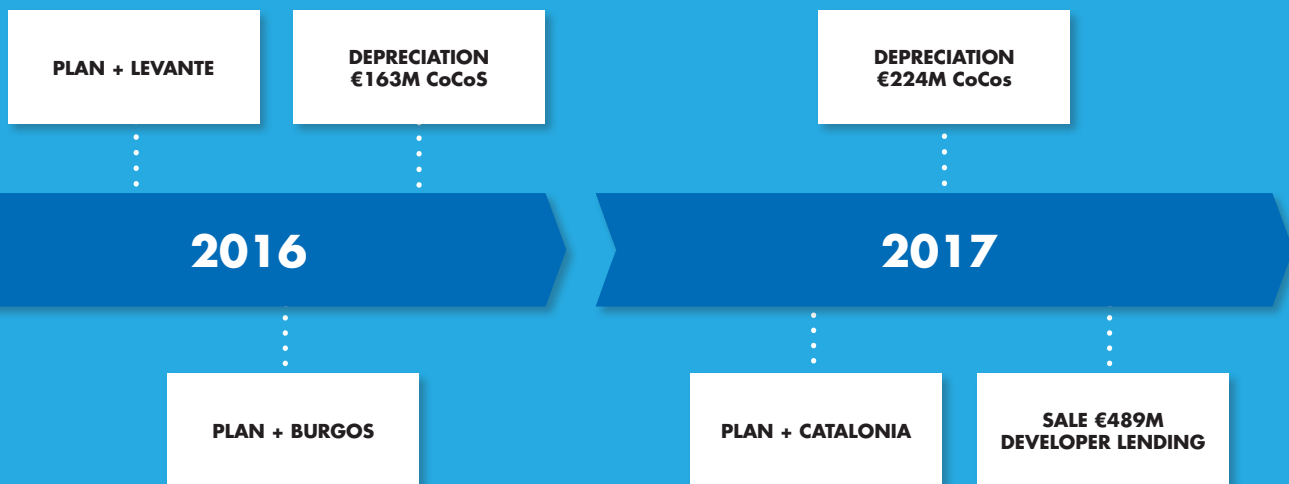 PLAN + LEVANTE
DEPRECIATION
€163M CoCoS
DEPRECIATION
€224M CoCos
2016
2017
PLAN + BURGOS
PLAN + CATALONIA
SALE €489M
DEVELOPER LENDING